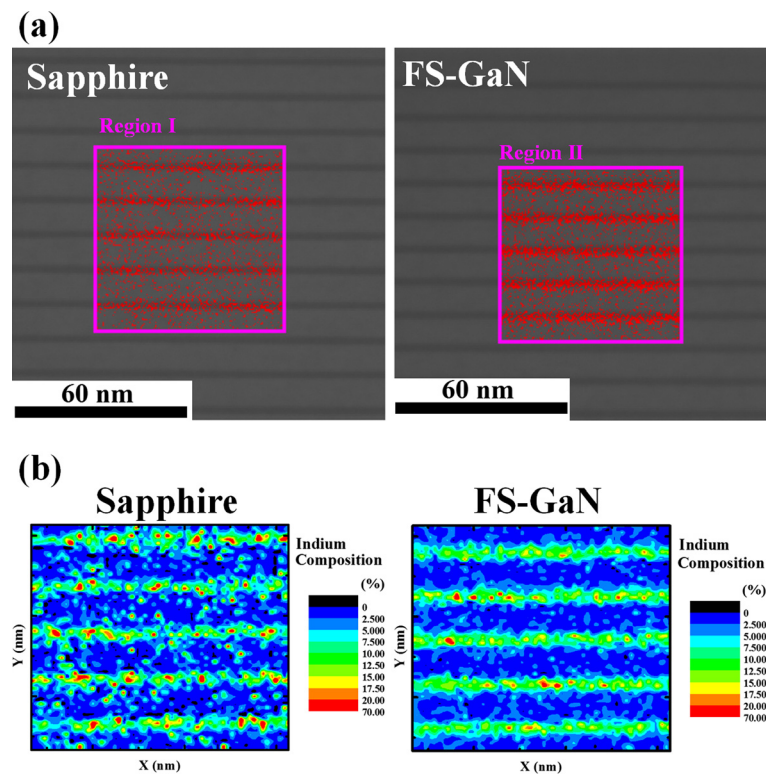 (a)
Sapphire
Region I
60 nm
FS-GaN
Region II
60 nm
(b)
Sapphire
Y (nm)
X (nm)
Indium
Composition
(%)
0
2.500
5.000
7.500
10.00
12.50
15.00
17.50
20.00
70.00
FS-GaN
Y (nm)
X (nm)
Indium
Composition
(%)
0
2.500
5.000
7.500
10.00
12.50
15.00
17.50
20.00
70.00